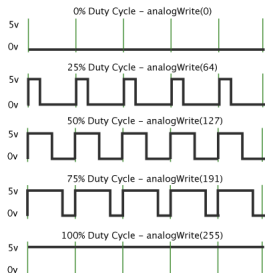 0% Duty Cycle - analogWrite(0)
5v
0v
25% Duty Cycle - analogWrite(64)
5v
0v
50% Duty Cycle - analogWrite(127)
5v
0v
75% Duty Cycle - analogWrite(191)
5v
0v
100% Duty Cycle - analogWrite(255)
5v
0v